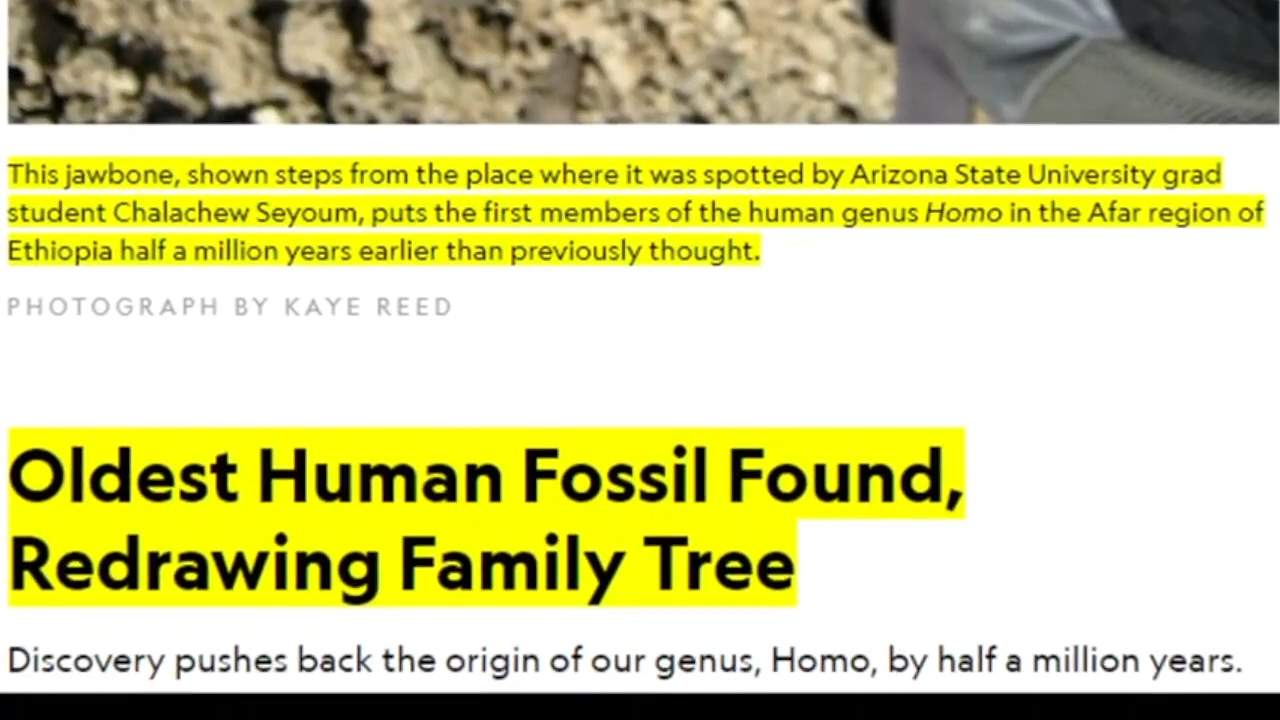 This jawbone, shown steps from the place where it was spotted by Arizona State University grad
student Chalachew Seyoum, puts the first members of the human genus Homo in the Afar region of
Ethiopia half a million years earlier than previously thought.
PHOTOGRAPH BY KAYE REED
Oldest Human Fossil Found,
Redrawing Family Tree
Discovery pushes back the origin of our genus, Homo, by half a million years.